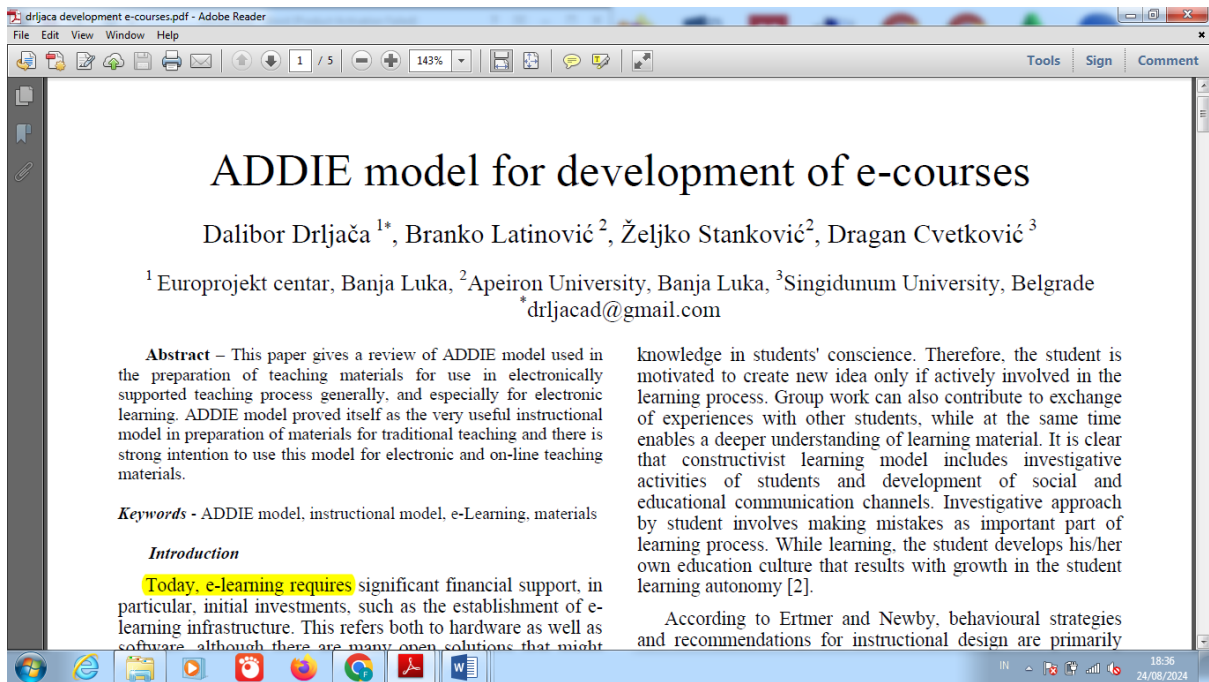 drljaca development e-courses.pdf - Adobe Reader
File Edit View Window Help
1 / 5 143% Tools Sign Comment
ADDIE model for development of e-courses
Dalibor Drljača 1*, Branko Latinović 2, Željko Stanković2, Dragan Cvetković 3
1 Europrojekt centar, Banja Luka, 2Apeiron University, Banja Luka, 3Singidunum University, Belgrade
*drljacad@gmail.com
Abstract – This paper gives a review of ADDIE model used in
the preparation of teaching materials for use in electronically
supported teaching process generally, and especially for electronic
learning. ADDIE model proved itself as the very useful instructional
model in preparation of materials for traditional teaching and there is
strong intention to use this model for electronic and on-line teaching
materials.
Keywords - ADDIE model, instructional model, e-Learning, materials
Introduction
Today, e-learning requires significant financial support, in
particular, initial investments, such as the establishment of e-
learning infrastructure. This refers both to hardware as well as
software, although there are many open solutions that might
knowledge in students' conscience. Therefore, the student is
motivated to create new idea only if actively involved in the
learning process. Group work can also contribute to exchange
of experiences with other students, while at the same time
enables a deeper understanding of learning material. It is clear
that constructivist learning model includes investigative
activities of students and development of social and
educational communication channels. Investigative approach
by student involves making mistakes as important part of
learning process. While learning, the student develops his/her
own education culture that results with growth in the student
learning autonomy [2].
According to Ertmer and Newby, behavioural strategies
and recommendations for instructional design are primarily
IN 18:36
24/08/2024